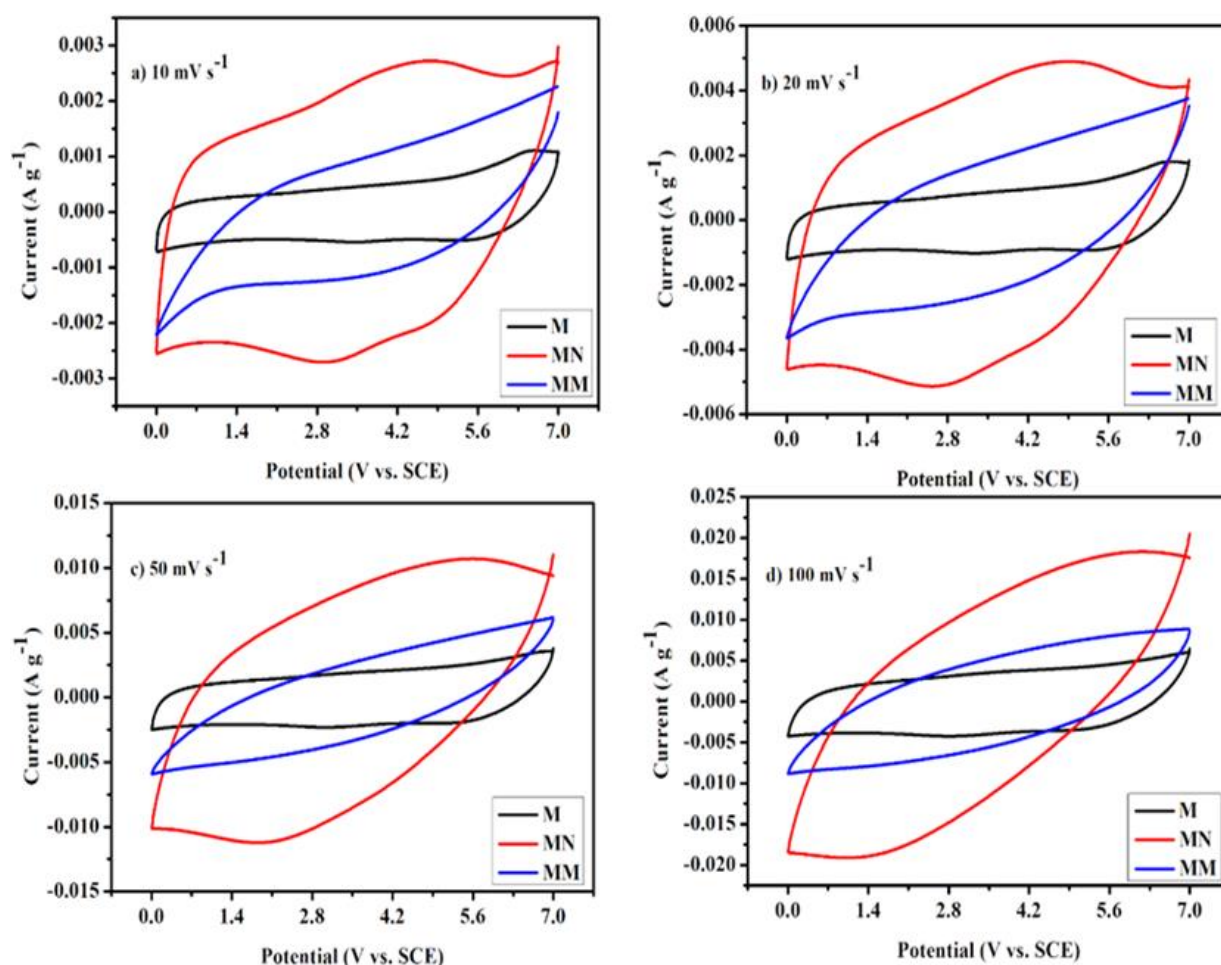 a) 10 mV s⁻¹
0.003
0.002
0.001
0.000
-0.001
-0.002
-0.003
Current (A g⁻¹)
M
MN
MM
0.0 1.4 2.8 4.2 5.6 7.0
Potential (V vs. SCE)
b) 20 mV s⁻¹
0.006
0.004
0.002
0.000
-0.002
-0.004
-0.006
Current (A g⁻¹)
M
MN
MM
0.0 1.4 2.8 4.2 5.6 7.0
Potential (V vs. SCE)
c) 50 mV s⁻¹
0.015
0.010
0.005
0.000
-0.005
-0.010
-0.015
Current (A g⁻¹)
M
MN
MM
0.0 1.4 2.8 4.2 5.6 7.0
Potential (V vs. SCE)
d) 100 mV s⁻¹
0.025
0.020
0.015
0.010
0.005
0.000
-0.005
-0.010
-0.015
-0.020
Current (A g⁻¹)
M
MN
MM
0.0 1.4 2.8 4.2 5.6 7.0
Potential (V vs. SCE)